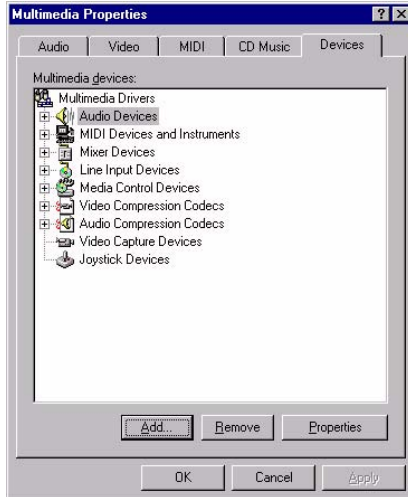 Multimedia Properties
Audio Video MIDI CD Music Devices
Multimedia devices:
Multimedia Drivers
Audio Devices
MIDI Devices and Instruments
Mixer Devices
Line Input Devices
Media Control Devices
Video Compression Codecs
Audio Compression Codecs
Video Capture Devices
Joystick Devices
Add... Remove Properties
OK Cancel Apply